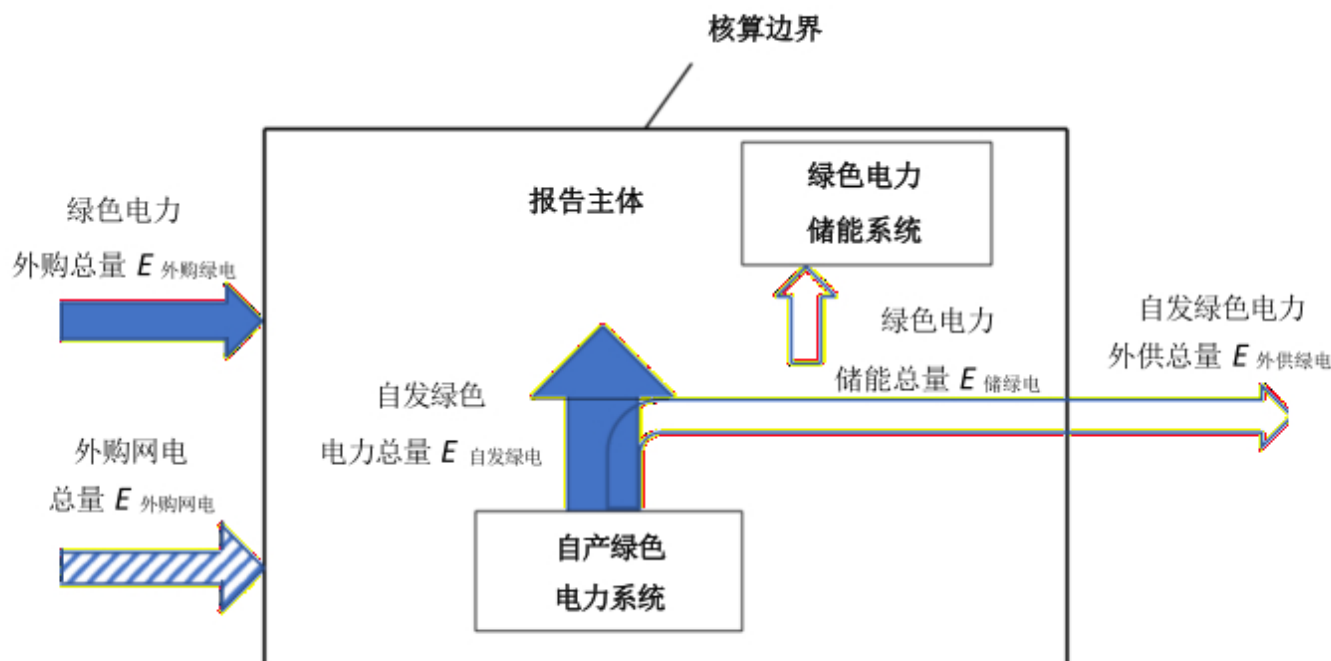 核算边界
绿色电力
外购总量 E 外购绿电
外购网电
总量 E 外购网电
报告主体
绿色电力
储能系统
绿色电力
储能总量 E 储绿电
自发绿色
电力总量 E 自发绿电
自产绿色
电力系统
自发绿色电力
外供总量 E 外供绿电